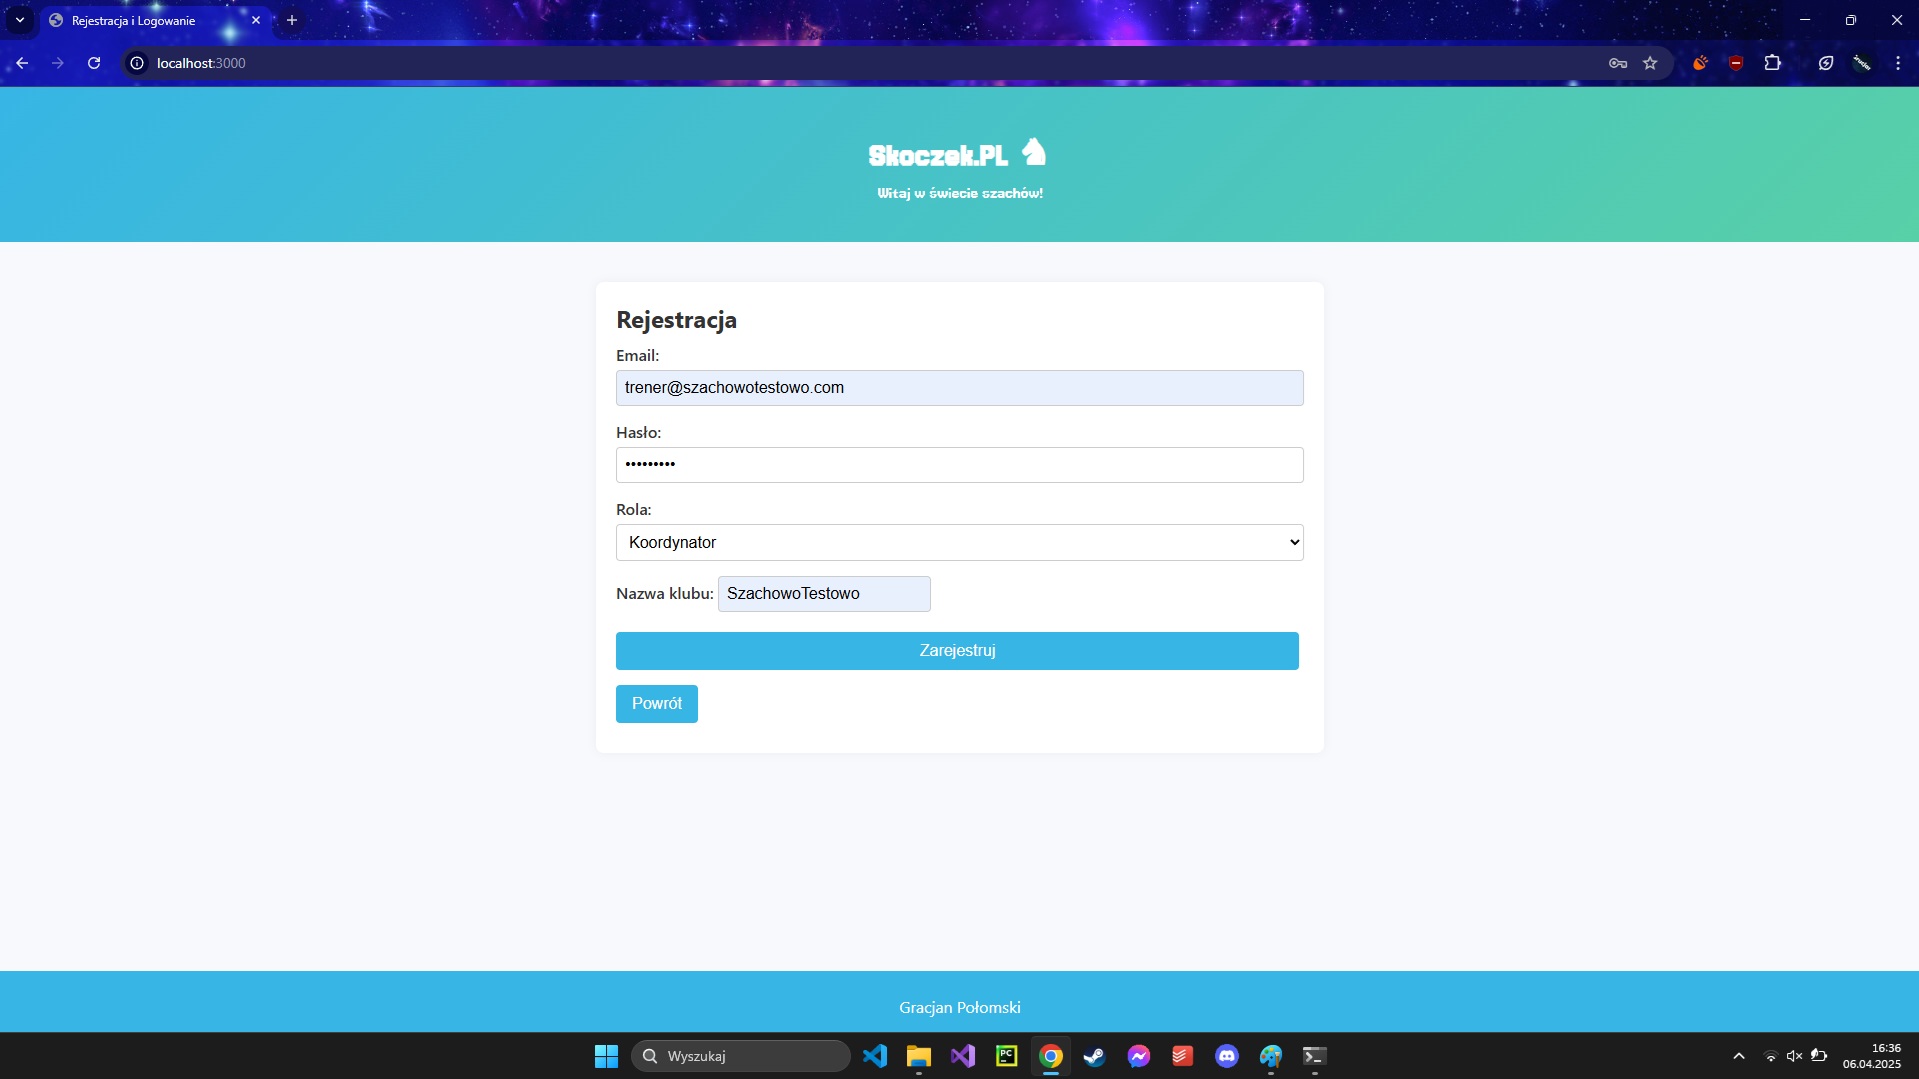 Rejestracja i Logowanie
localhost:3000
Skoczek.PL
Witaj w świecie szachów!
Rejestracja
Email:
trener@szachowotestowo.com
Hasło:
•••••••••
Rola:
Koordynator
Nazwa klubu: SzachowoTestowo
Zarejestruj
Powrót
Gracjan Połomski
Wyszukaj
PC
16:36
06.04.2025